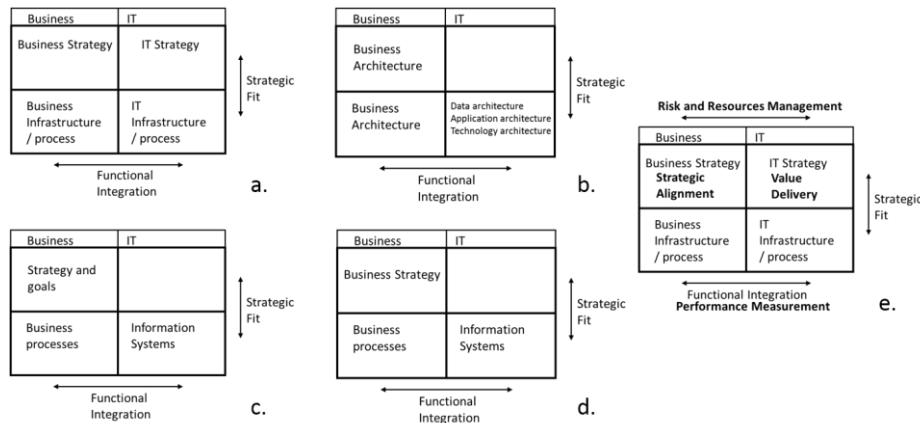 Business IT
Business Strategy IT Strategy
Business
Infrastructure
/ process
IT
Infrastructure
/ process
Strategic
Fit
Functional
Integration
a.
Business IT
Business
Architecture
Business
Architecture
Data architecture
Application architecture
Technology architecture
Strategic
Fit
Functional
Integration
b.
Business IT
Strategy and
goals
Business
processes
Information
Systems
Strategic
Fit
Functional
Integration
c.
Business IT
Business Strategy
Business
processes
Information
Systems
Strategic
Fit
Functional
Integration
d.
Risk and Resources Management
Business IT
Business Strategy
Strategic
Alignment
IT Strategy
Value
Delivery
Business
Infrastructure
/ process
IT
Infrastructure
/ process
Strategic
Fit
Functional Integration
Performance Measurement
e.